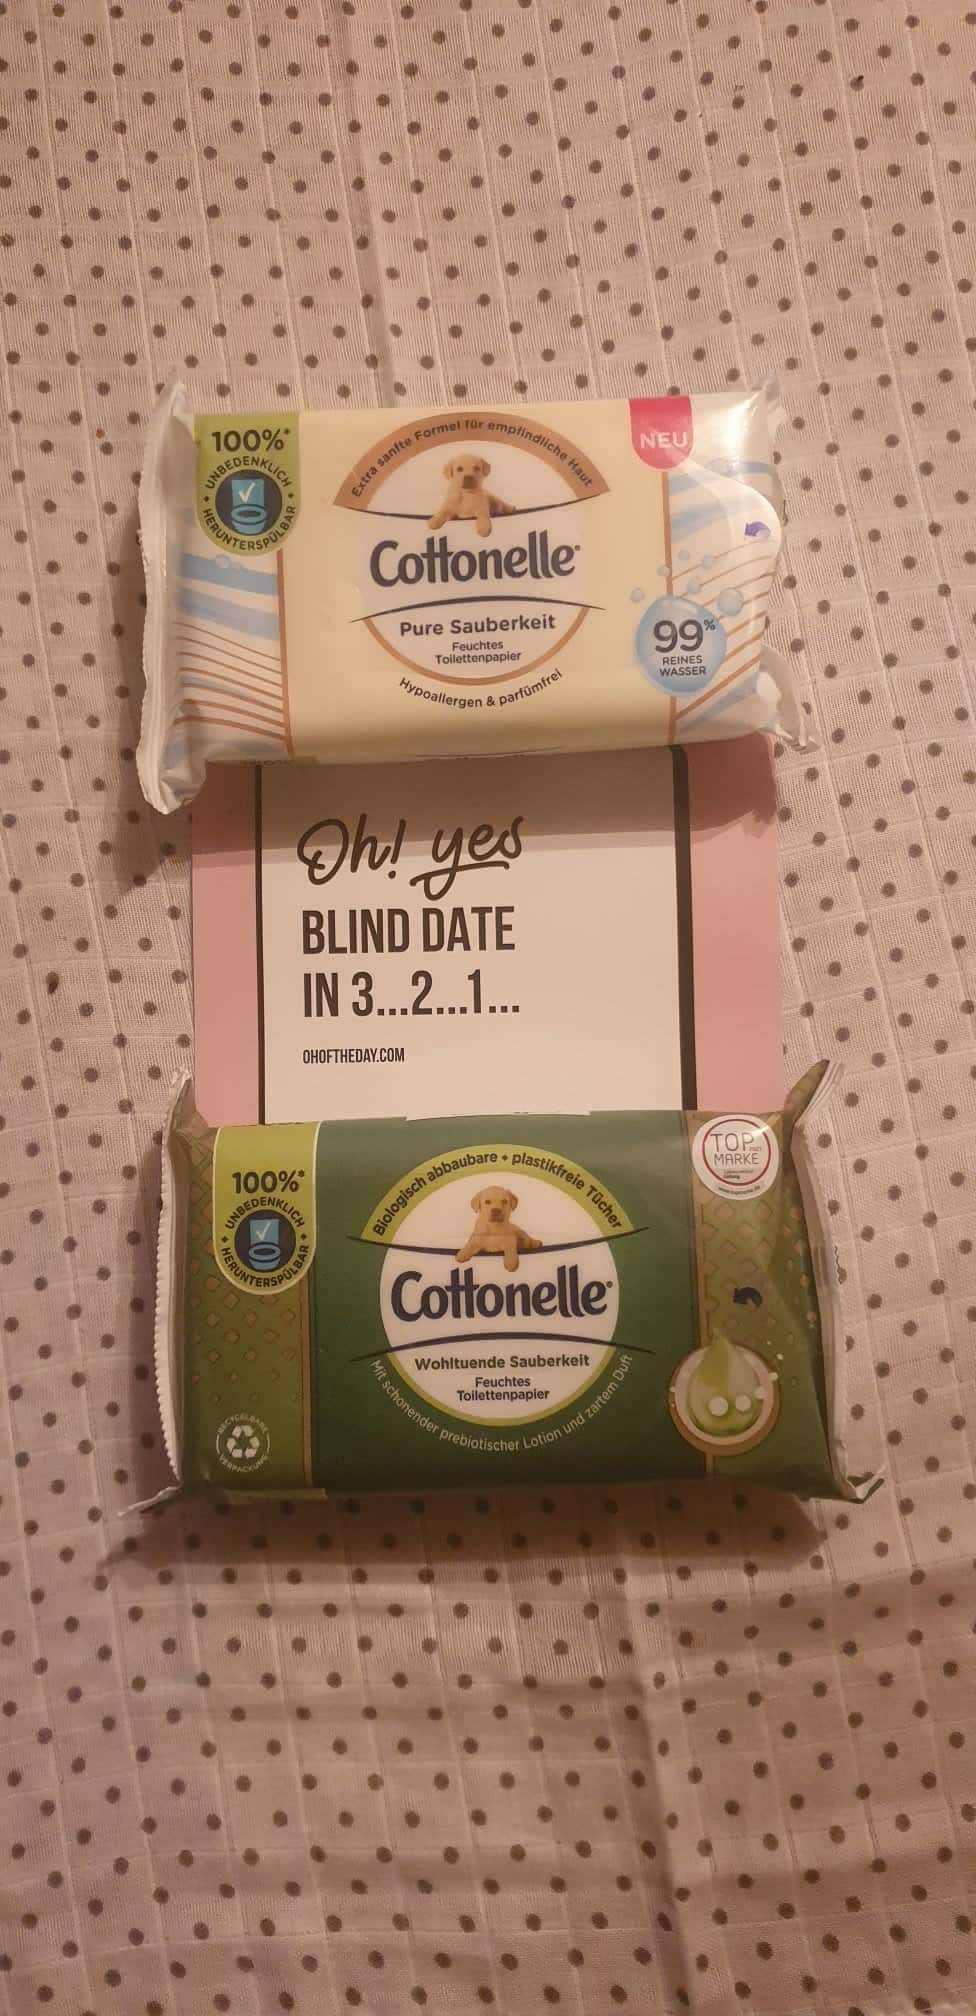 100%*
UNBEDENKLICH
HERUNTERSPÜLBAR
Extra sanfte Formel für empfindliche Haut
NEU
Cottonelle
Pure Sauberkeit
Feuchtes
Toilettenpapier
Hypoallergen & parfümfrei
99%
REINES
WASSER
Oh! yes
BLIND DATE
IN 3...2...1...
OHOFTHEDAY.COM
100%*
UNBEDENKLICH
HERUNTERSPÜLBAR
Biologisch abbaubare + plastikfreie Tücher
TOP
MARKE
Cottonelle
Wohltuende Sauberkeit
Feuchtes
Toilettenpapier
Mit schonender prebiotischer Lotion und zartem Duft
RECYCELBARE
VERPACKUNG